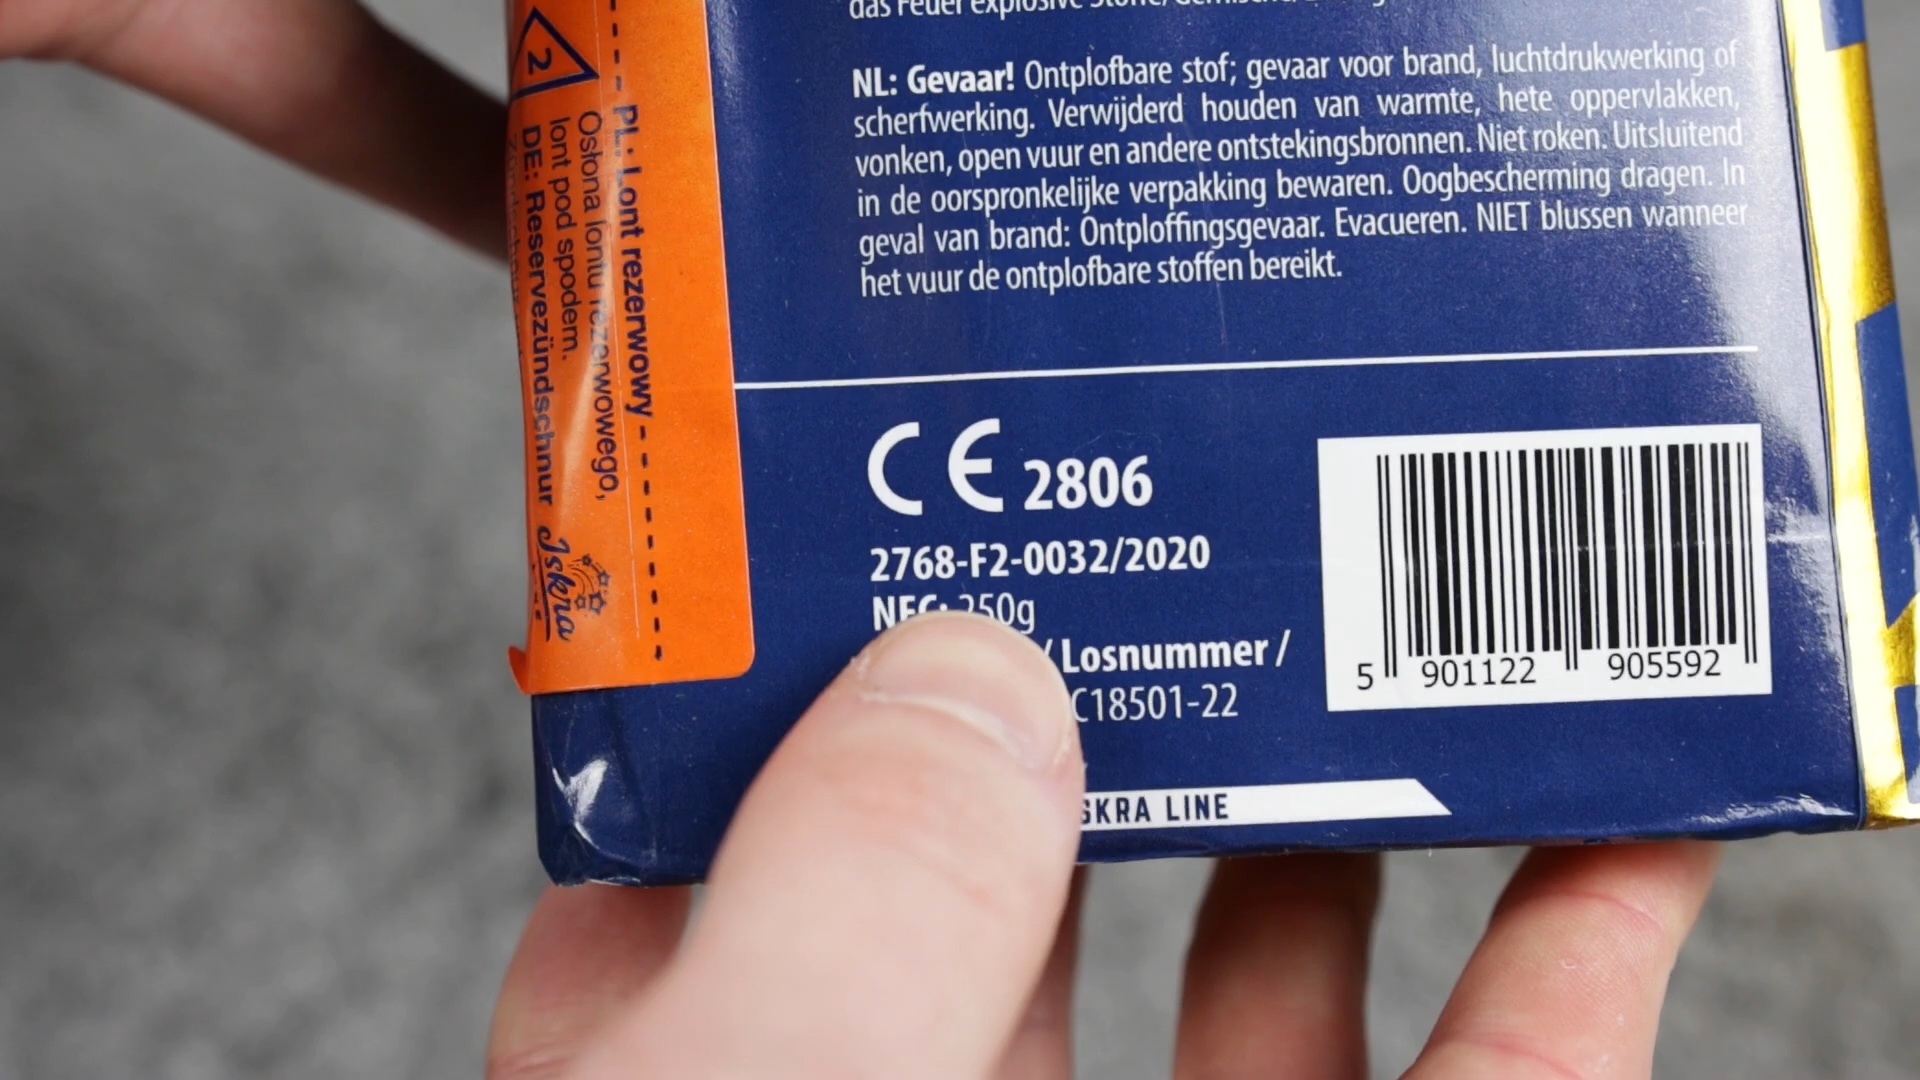 das Feuer explosive Stoffe/Gemische/
NL: Gevaar! Ontplofbare stof; gevaar voor brand, luchtdrukwerking of
scherfwerking. Verwijderd houden van warmte, hete oppervlakken,
vonken, open vuur en andere ontstekingsbronnen. Niet roken. Uitsluitend
in de oorspronkelijke verpakking bewaren. Oogbescherming dragen. In
geval van brand: Ontploffingsgevaar. Evacueren. NIET blussen wanneer
het vuur de ontplofbare stoffen bereikt.
2
PL: Lont rezerwowy
Osłona lontu rezerwowego,
lont pod spodem.
DE: Reservezündschnur
Iskra
CE 2806
2768-F2-0032/2020
NEC: 250g
/ Losnummer /
C18501-22
SKRA LINE
5 901122 905592